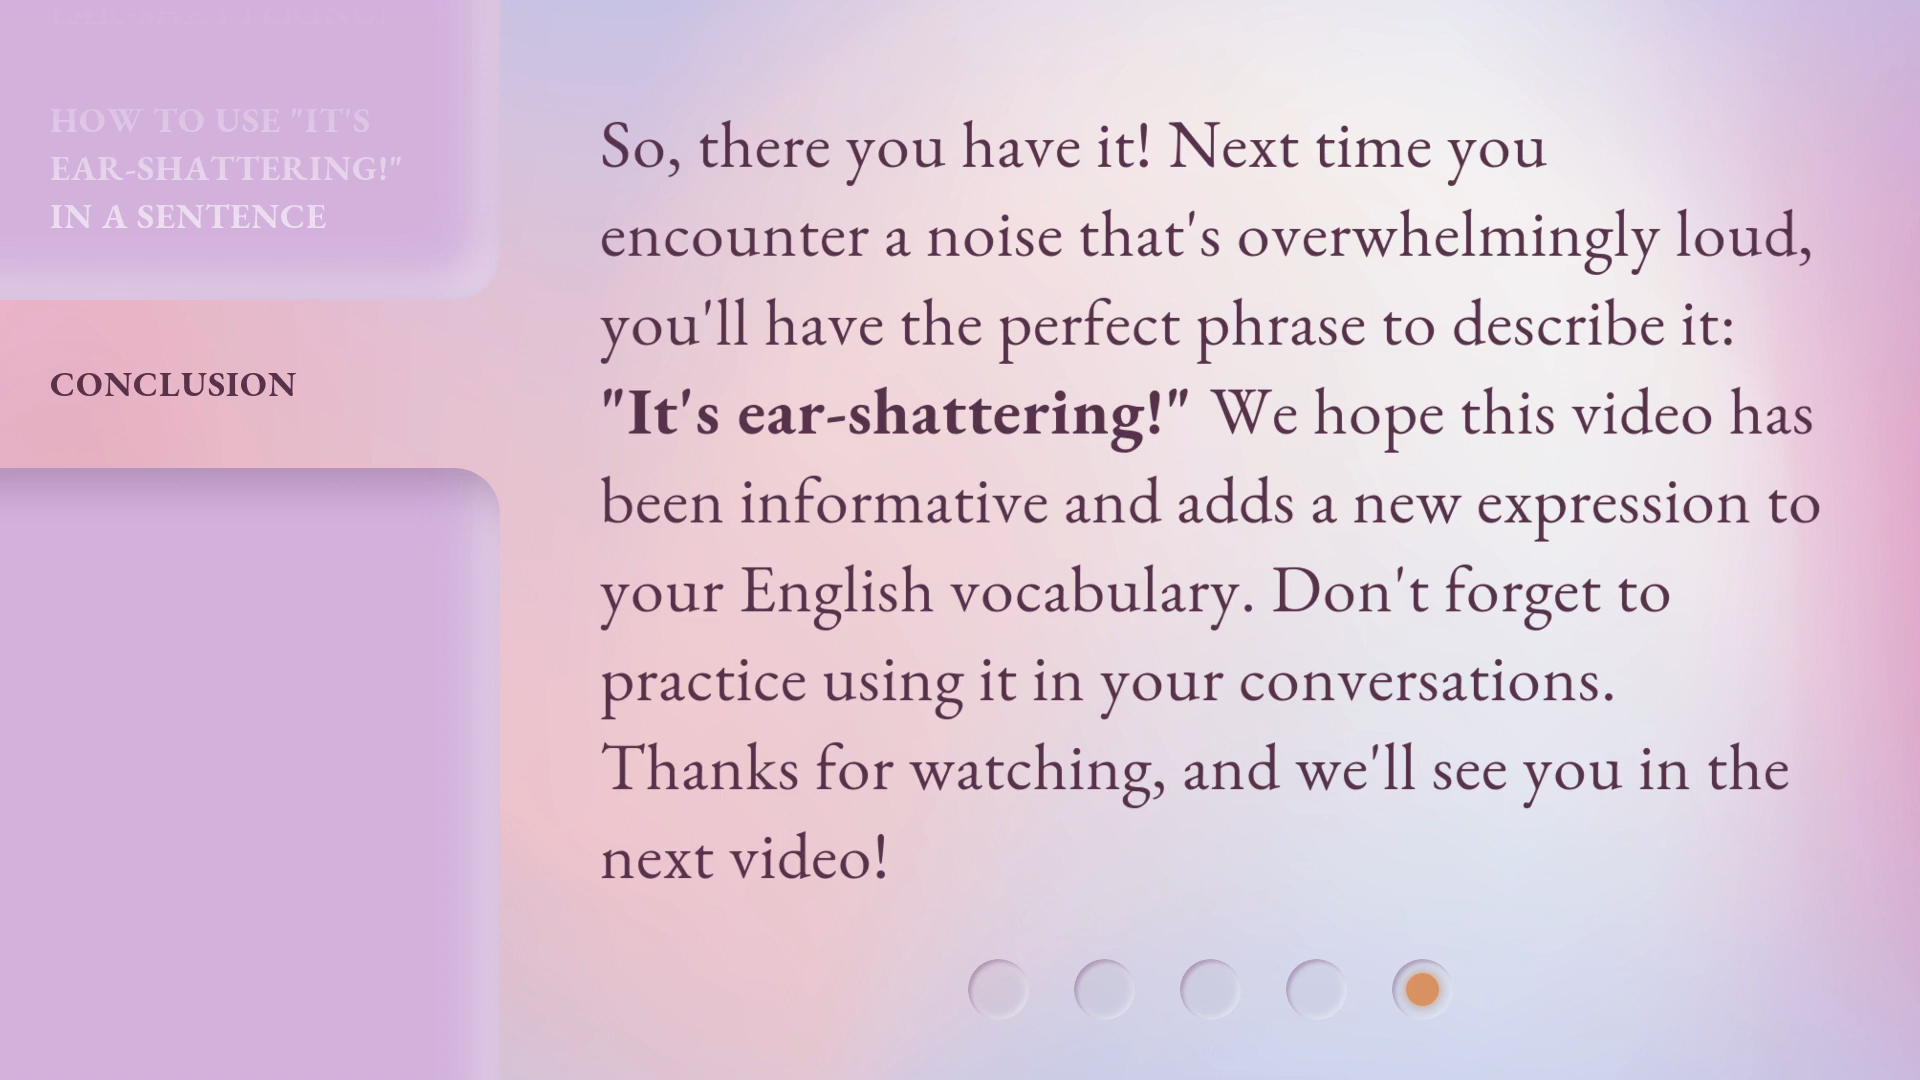 HOW TO USE "IT'S
EAR-SHATTERING!"
IN A SENTENCE
CONCLUSION
So, there you have it! Next time you
encounter a noise that's overwhelmingly loud,
you'll have the perfect phrase to describe it:
"It's ear-shattering!" We hope this video has
been informative and adds a new expression to
your English vocabulary. Don't forget to
practice using it in your conversations.
Thanks for watching, and we'll see you in the
next video!